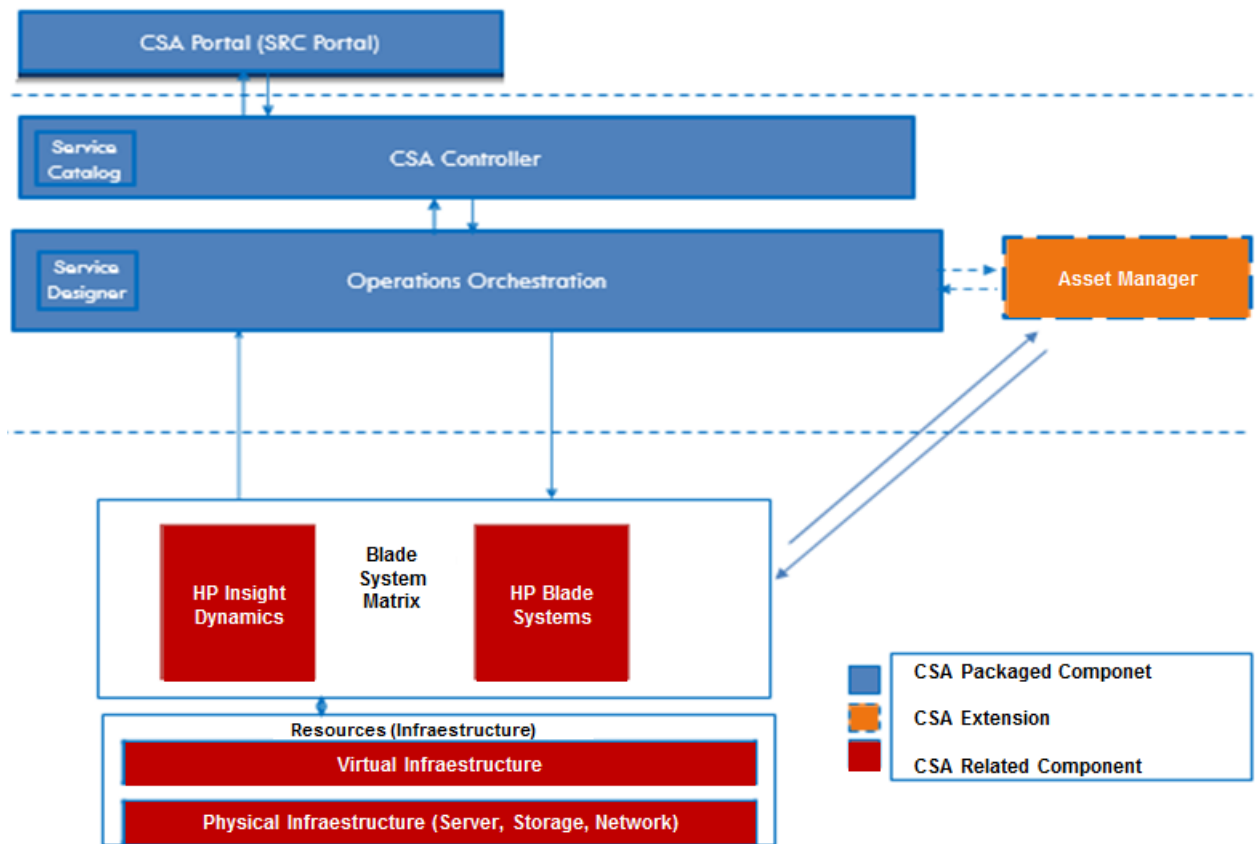 CSA Portal (SRC Portal)
Service
Catalog
CSA Controller
Service
Designer
Operations Orchestration
Asset Manager
HP Insight
Dynamics
Blade
System
Matrix
HP Blade
Systems
Resources (Infraestructure)
Virtual Infraestructure
Physical Infraestructure (Server, Storage, Network)
CSA Packaged Componet
CSA Extension
CSA Related Component